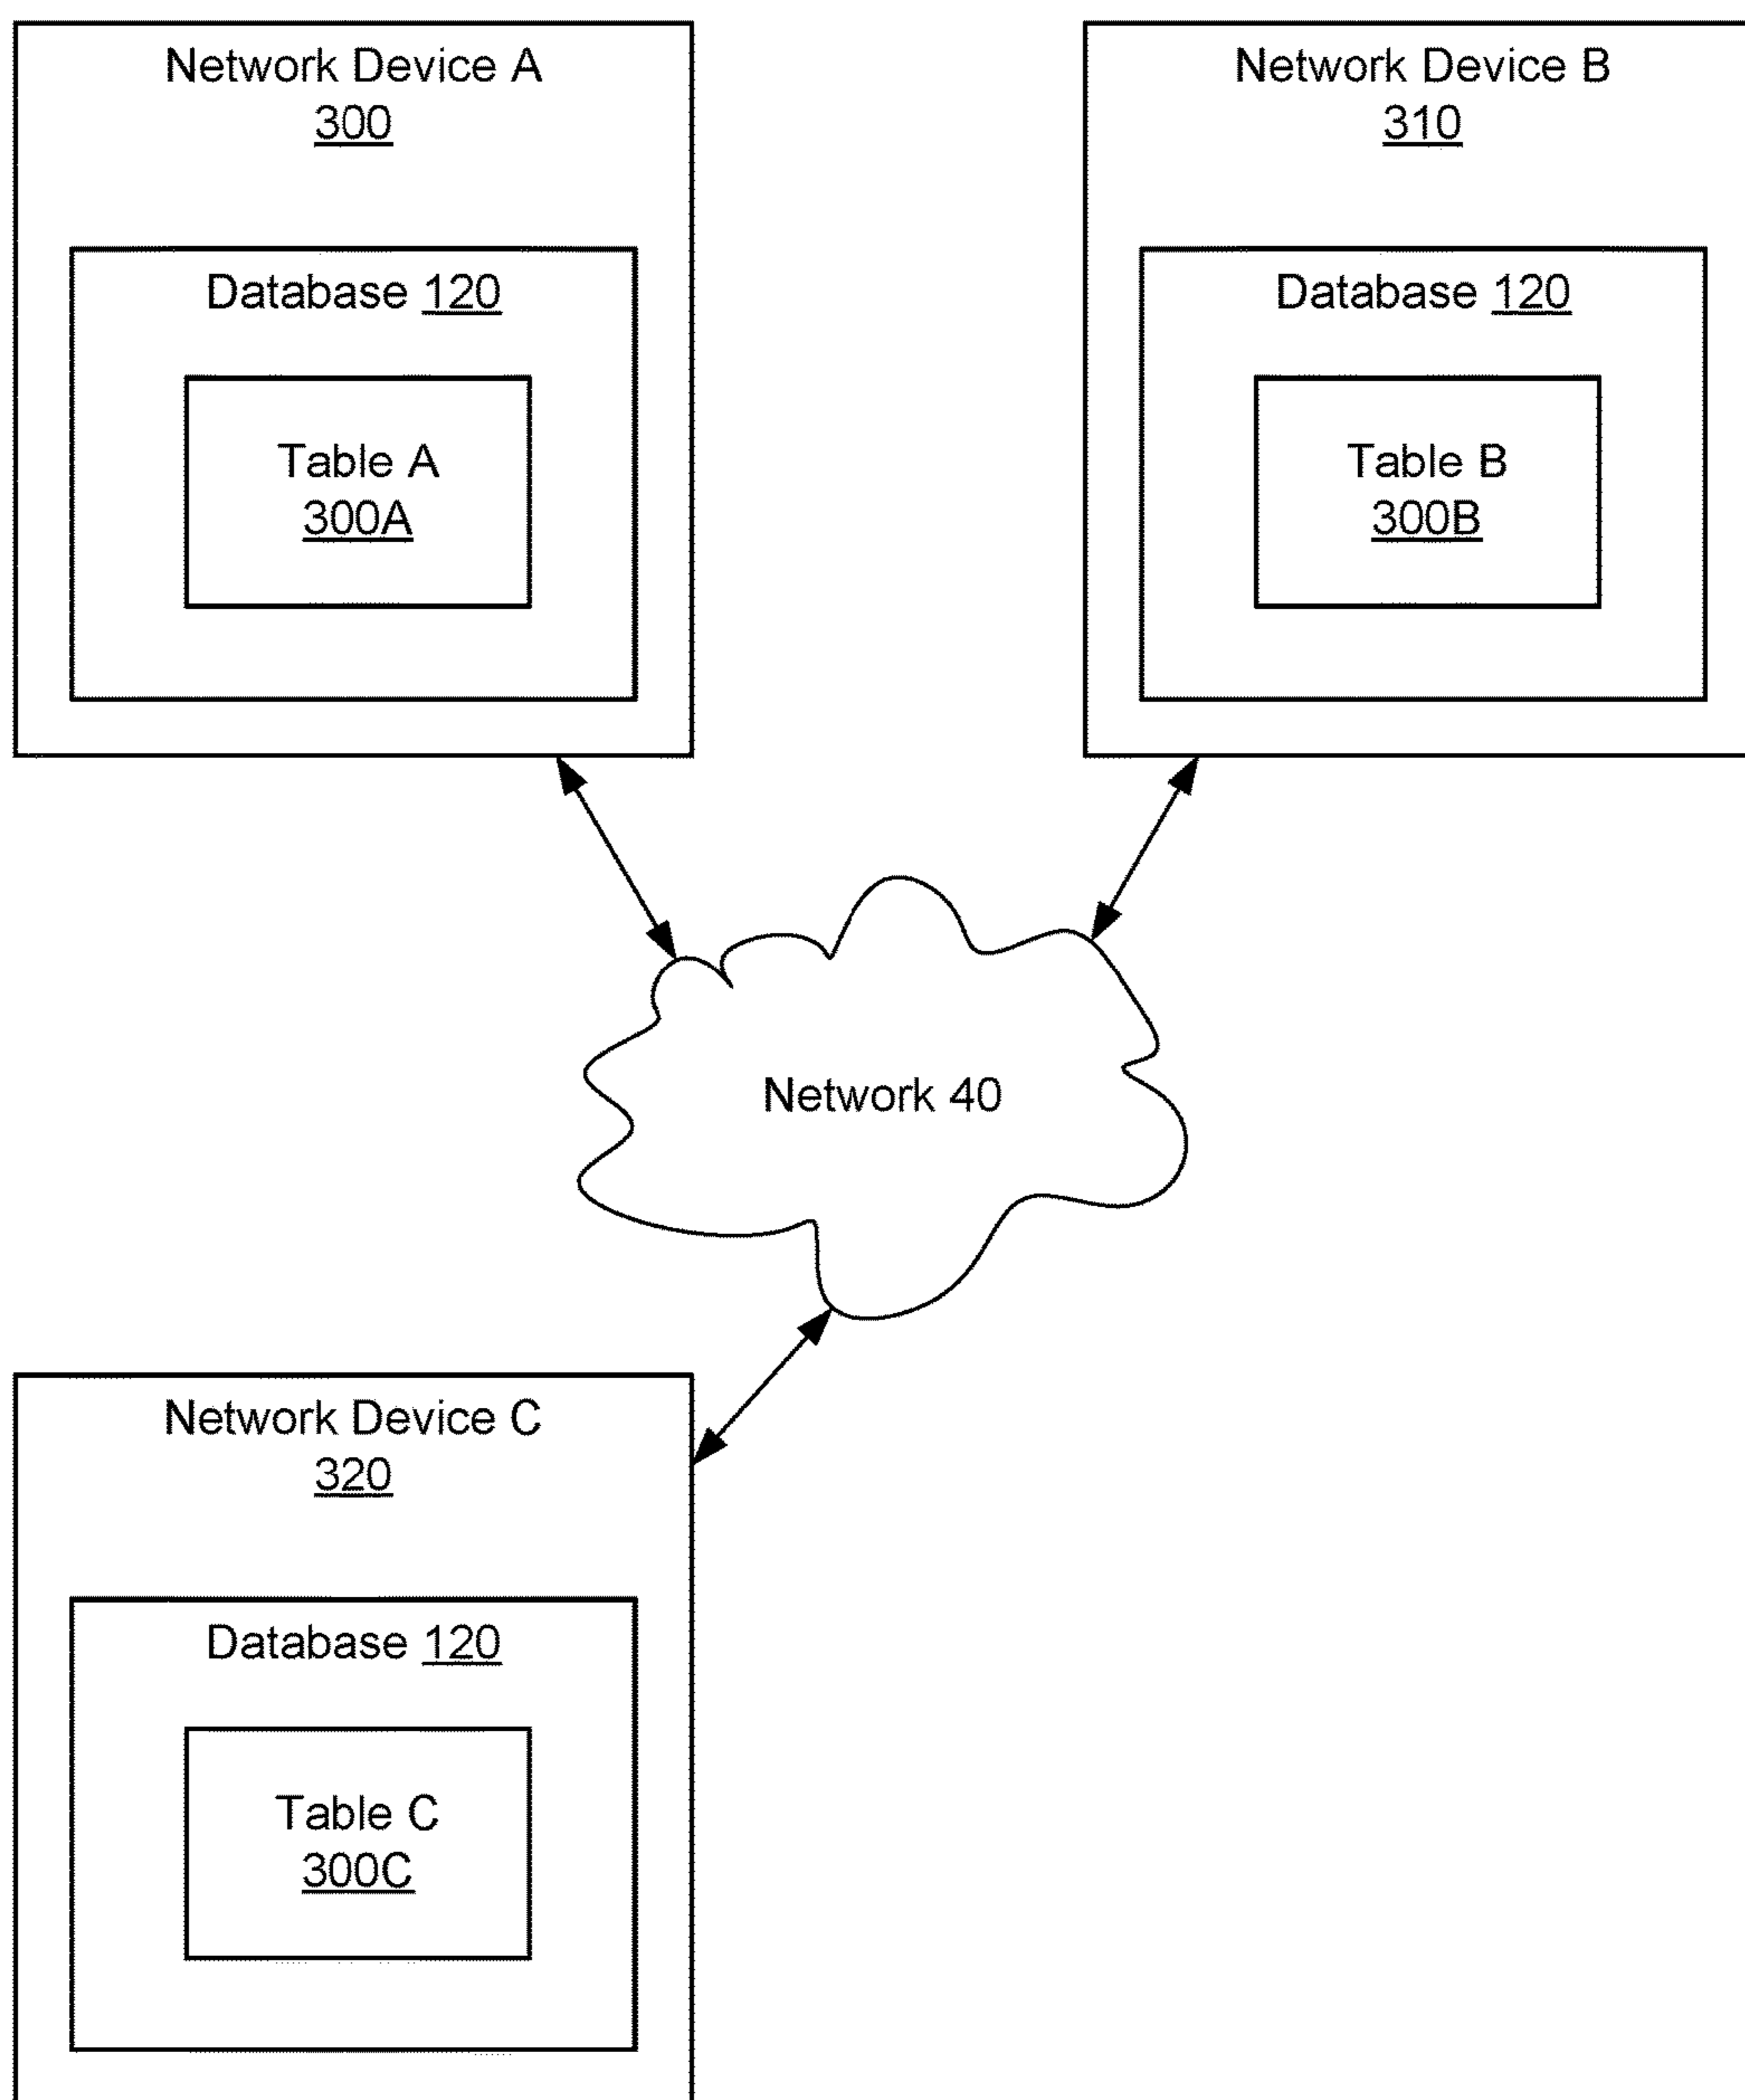 Network Device A
300
Database 120
Table A
300A
Network Device B
310
Database 120
Table B
300B
Network 40
Network Device C
320
Database 120
Table C
300C